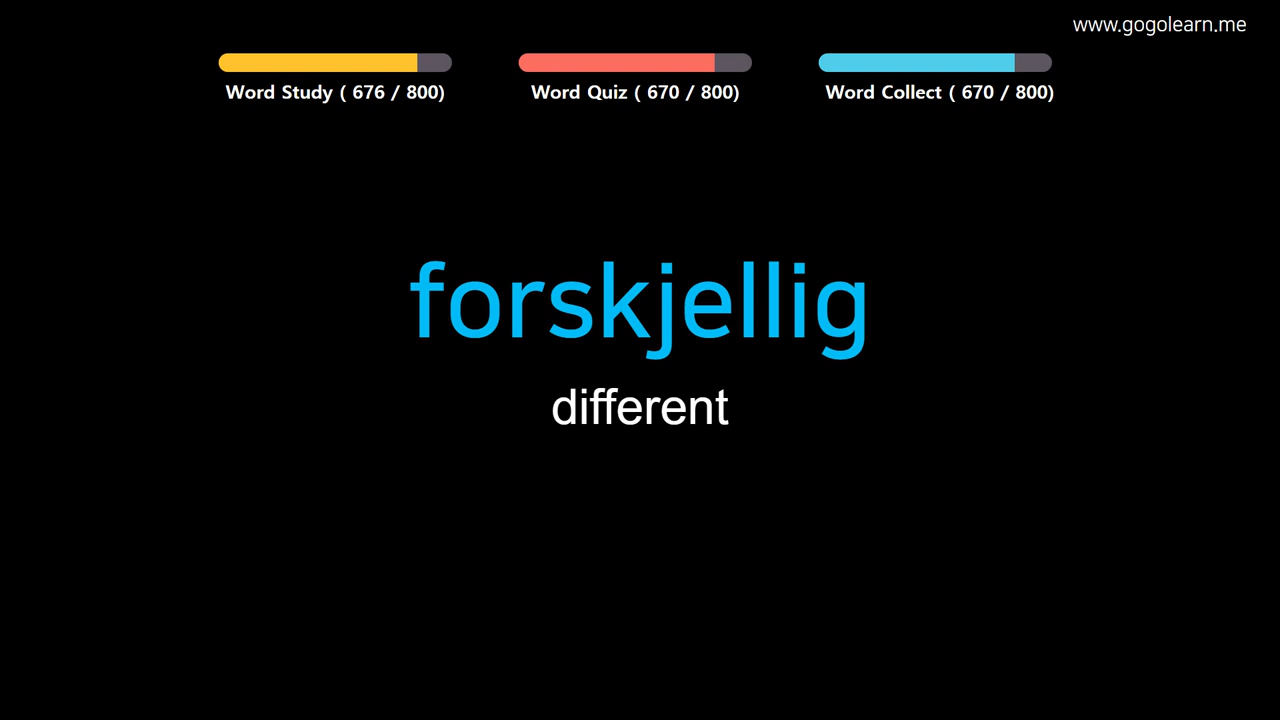 www.gogolearn.me
Word Study ( 676 / 800)
Word Quiz ( 670 / 800)
Word Collect ( 670 / 800)
forskjellig
different